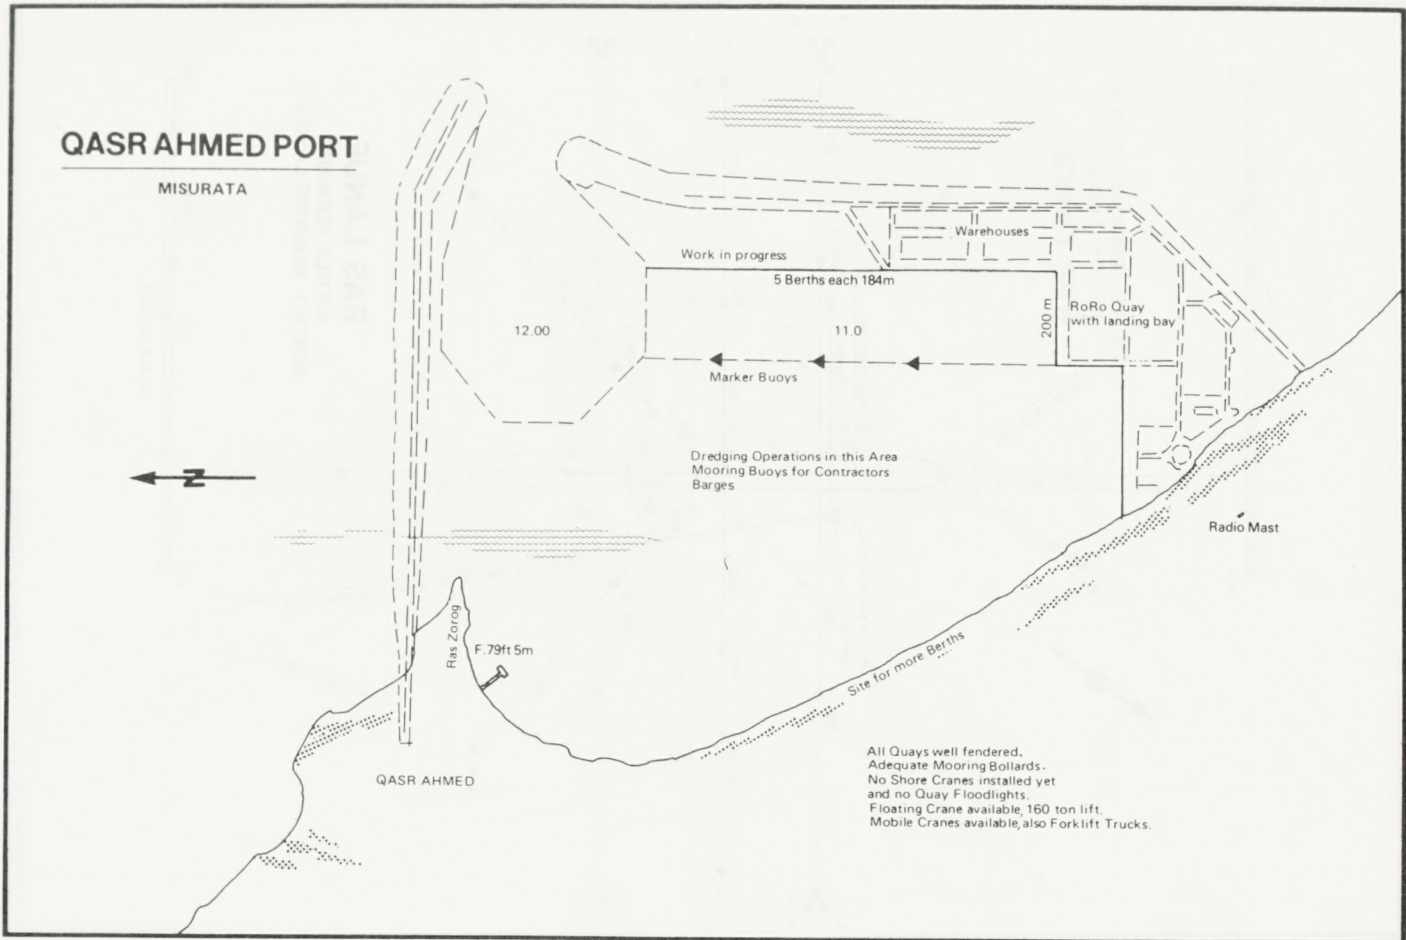 QASR AHMED PORT
MISURATA
Warehouses
Work in progress
5 Berths each 184m
RoRo Quay
with landing bay
200 m
12.00
11.0
Marker Buoys
Dredging Operations in this Area
Mooring Buoys for Contractors
Barges
N
Radio Mast
Ras Zorog
F.79ft 5m
Site for more Berths
QASR AHMED
All Quays well fendered.
Adequate Mooring Bollards.
No Shore Cranes installed yet
and no Quay Floodlights.
Floating Crane available, 160 ton lift.
Mobile Cranes available, also Forklift Trucks.